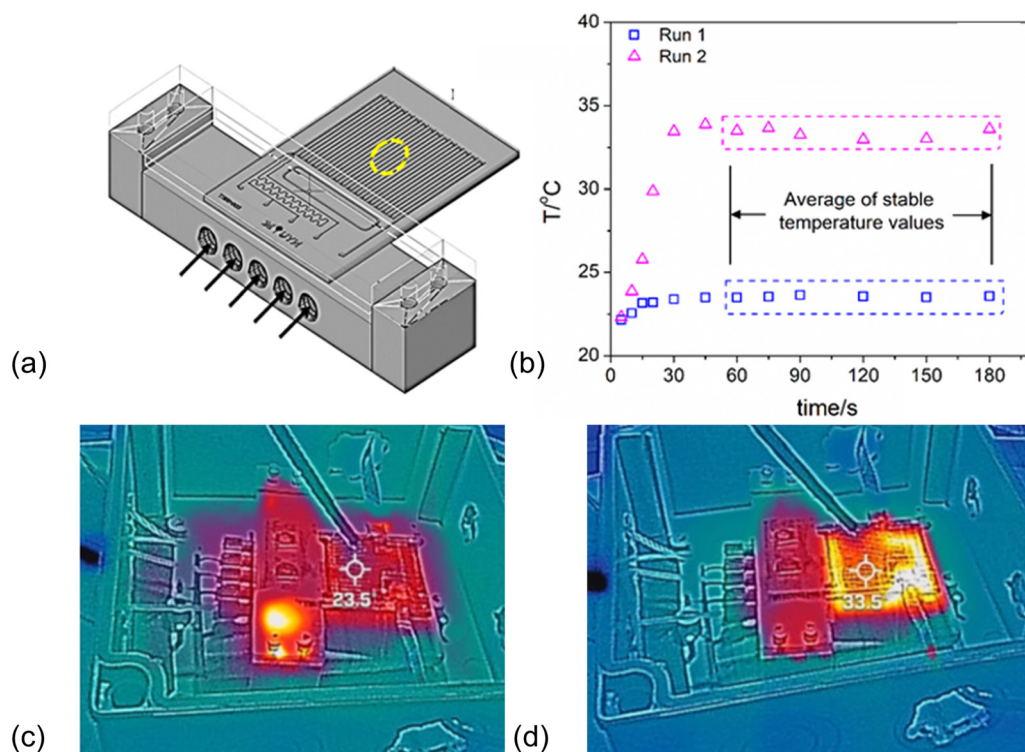 (a)
(b)
T/°C
40
35
30
25
20
Run 1
Run 2
Average of stable
temperature values
0 30 60 90 120 150 180
time/s
(c)
23.5
(d)
33.5